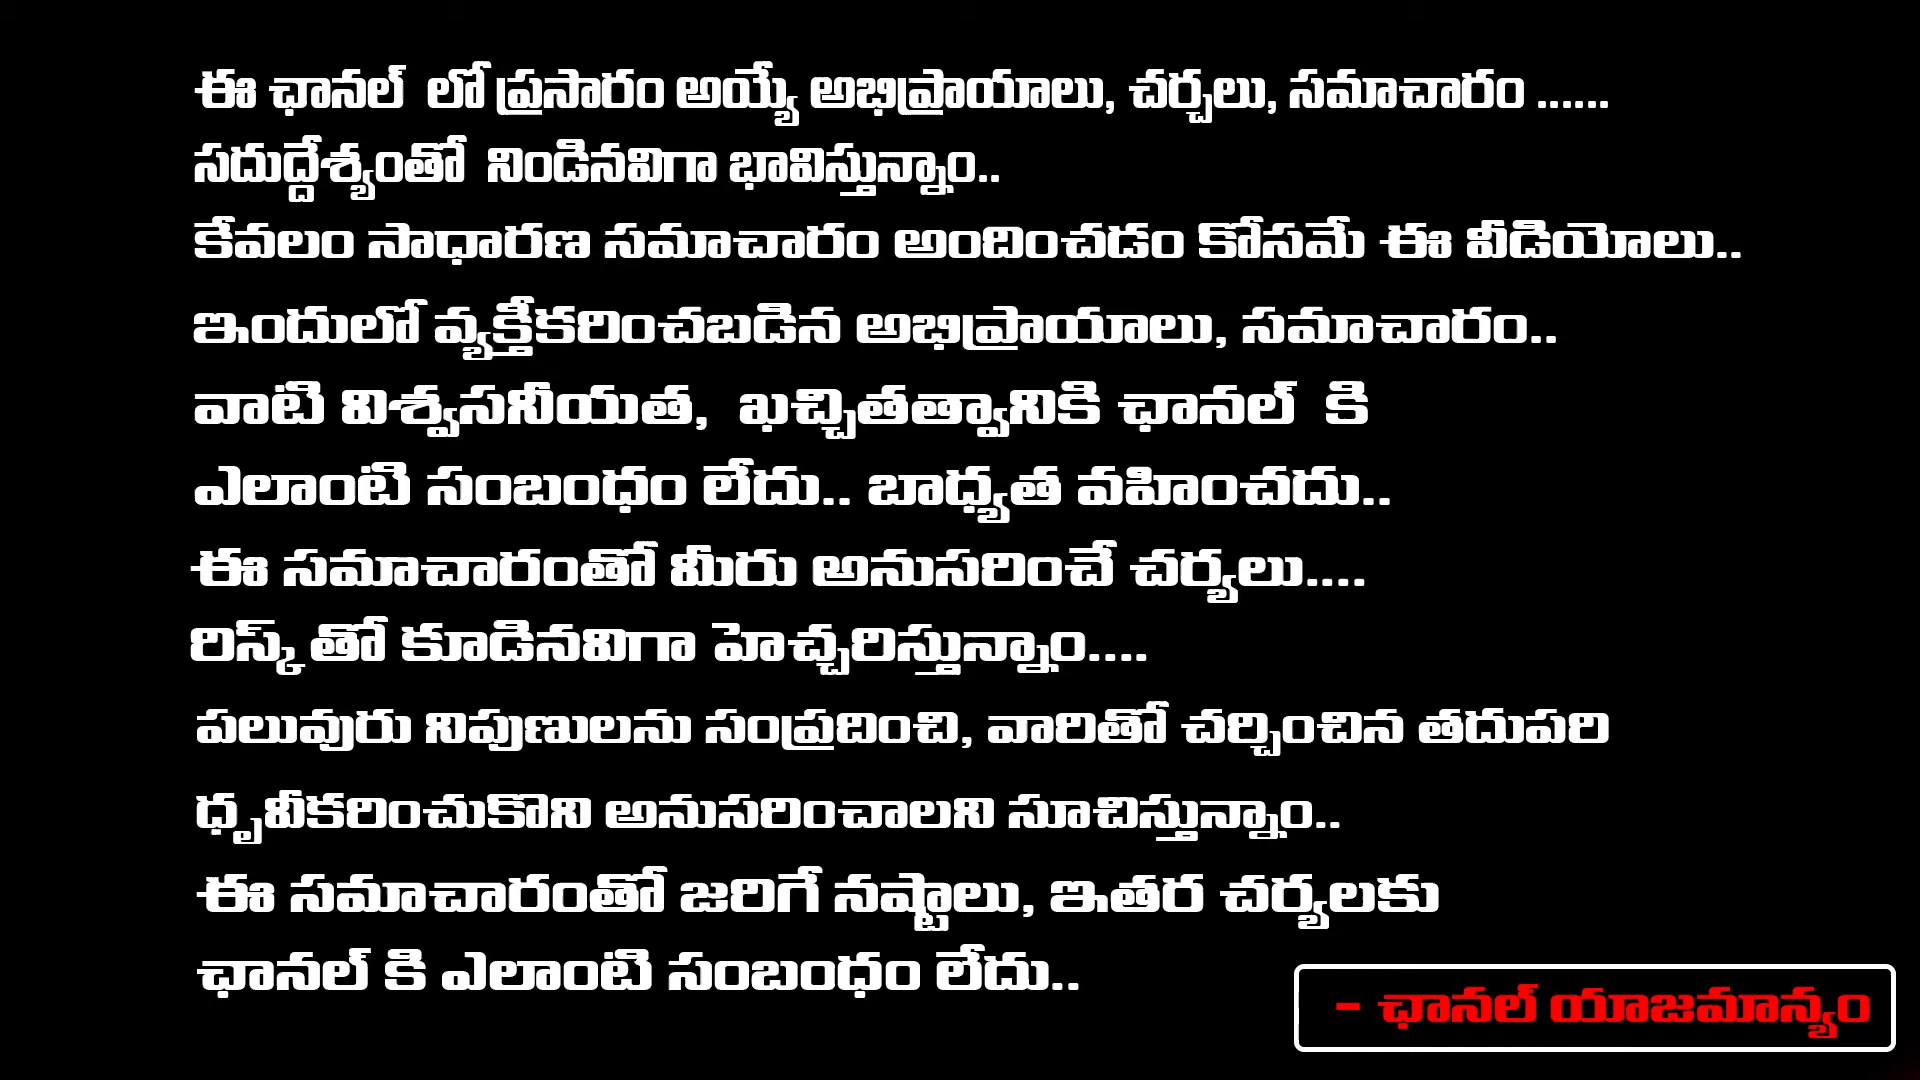 ఈ ఛానల్ లో ప్రసారం అయ్యే అభిప్రాయాలు, చర్చలు, సమాచారం ......
సదుద్దేశ్యంతో నిండినవిగా భావిస్తున్నాం..
కేవలం సాధారణ సమాచారం అందించడం కోసమే ఈ వీడియోలు..
ఇందులో వ్యక్తీకరించబడిన అభిప్రాయాలు, సమాచారం..
వాటి విశ్వసనీయత, ఖచ్చితత్వానికి ఛానల్ కి
ఎలాంటి సంబంధం లేదు.. బాధ్యత వహించదు..
ఈ సమాచారంతో మీరు అనుసరించే చర్యలు....
రిస్క్ తో కూడినవిగా హెచ్చరిస్తున్నాం....
పలువురు నిపుణులను సంప్రదించి, వారితో చర్చించిన తదుపరి
ధృవీకరించుకొని అనుసరించాలని సూచిస్తున్నాం..
ఈ సమాచారంతో జరిగే నష్టాలు, ఇతర చర్యలకు
ఛానల్ కి ఎలాంటి సంబంధం లేదు..
- ఛానల్ యాజమాన్యం